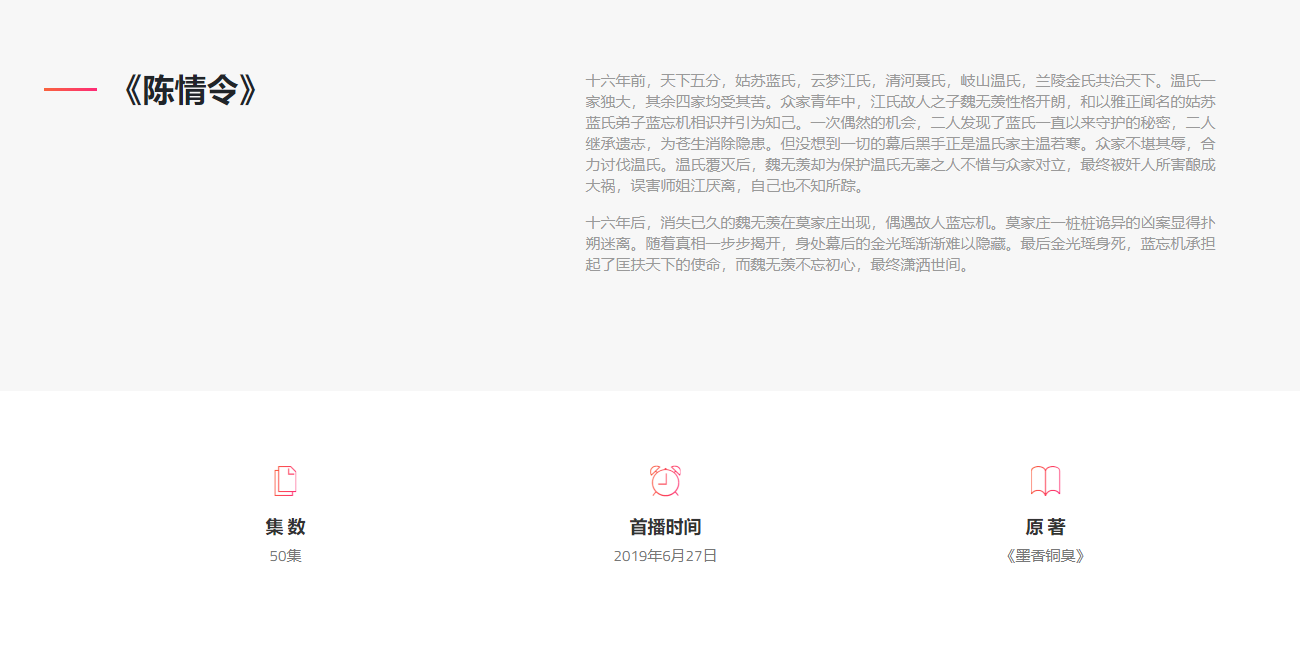 《陈情令》
十六年前，天下五分，姑苏蓝氏，云梦江氏，清河聂氏，岐山温氏，兰陵金氏共治天下。温氏一
家独大，其余四家均受其苦。众家青年中，江氏故人之子魏无羡性格开朗，和以雅正闻名的姑苏
蓝氏弟子蓝忘机相识并引为知己。一次偶然的机会，二人发现了蓝氏一直以来守护的秘密，二人
继承遗志，为苍生消除隐患。但没想到一切的幕后黑手正是温氏家主温若寒。众家不堪其辱，合
力讨伐温氏。温氏覆灭后，魏无羡却为保护温氏无辜之人不惜与众家对立，最终被奸人所害酿成
大祸，误害师姐江厌离，自己也不知所踪。
十六年后，消失已久的魏无羡在莫家庄出现，偶遇故人蓝忘机。莫家庄一桩桩诡异的凶案显得扑
朔迷离。随着真相一步步揭开，身处幕后的金光瑶渐渐难以隐藏。最后金光瑶身死，蓝忘机承担
起了匡扶天下的使命，而魏无羡不忘初心，最终潇洒世间。
集 数
50集
首播时间
2019年6月27日
原 著
《墨香铜臭》